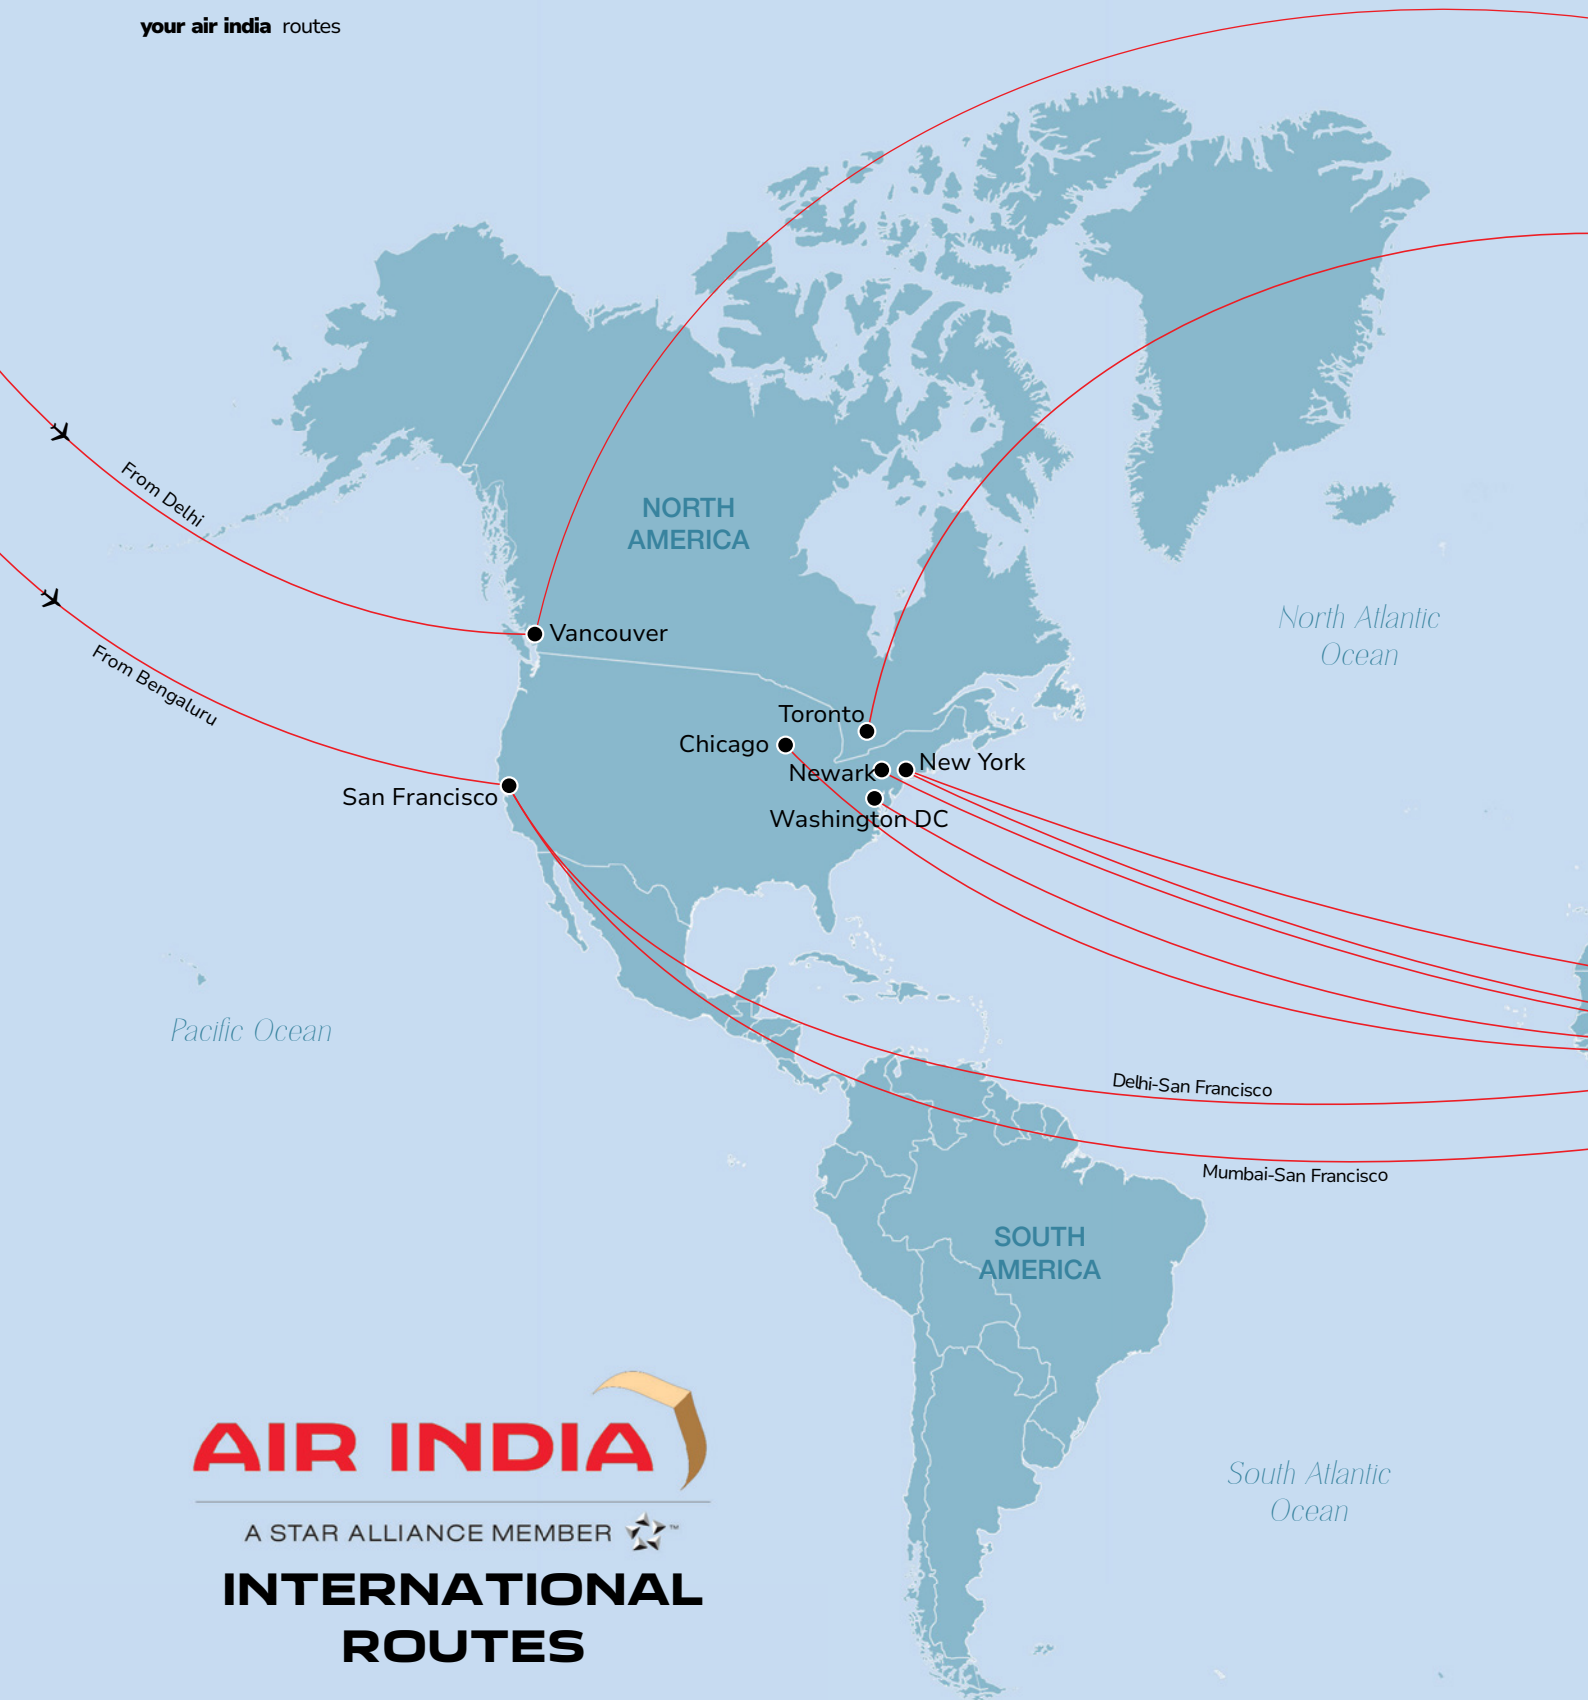 your air india routes
From Delhi
NORTH
AMERICA
North Atlantic
Ocean
Vancouver
From Bengaluru
Toronto
Chicago
New York
Newark
San Francisco
Washington DC
Pacific Ocean
Delhi-San Francisco
Mumbai-San Francisco
SOUTH
AMERICA
AIR INDIA
South Atlantic
Ocean
A STAR ALLIANCE MEMBER ™
INTERNATIONAL
ROUTES